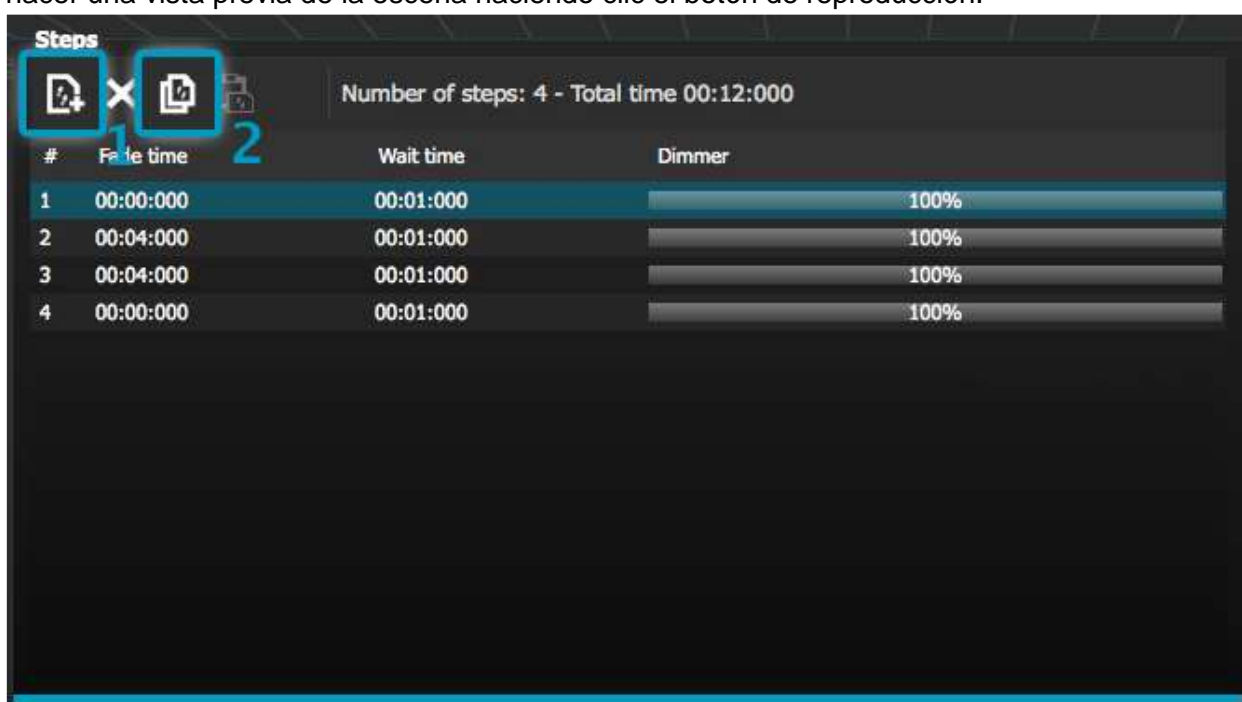 hacer una vista previa de la escena haciendo clic el botón de reproducción.
Steps
1 2
Number of steps: 4 - Total time 00:12:000
# Fade time Wait time Dimmer
1 00:00:000 00:01:000 100%
2 00:04:000 00:01:000 100%
3 00:04:000 00:01:000 100%
4 00:00:000 00:01:000 100%